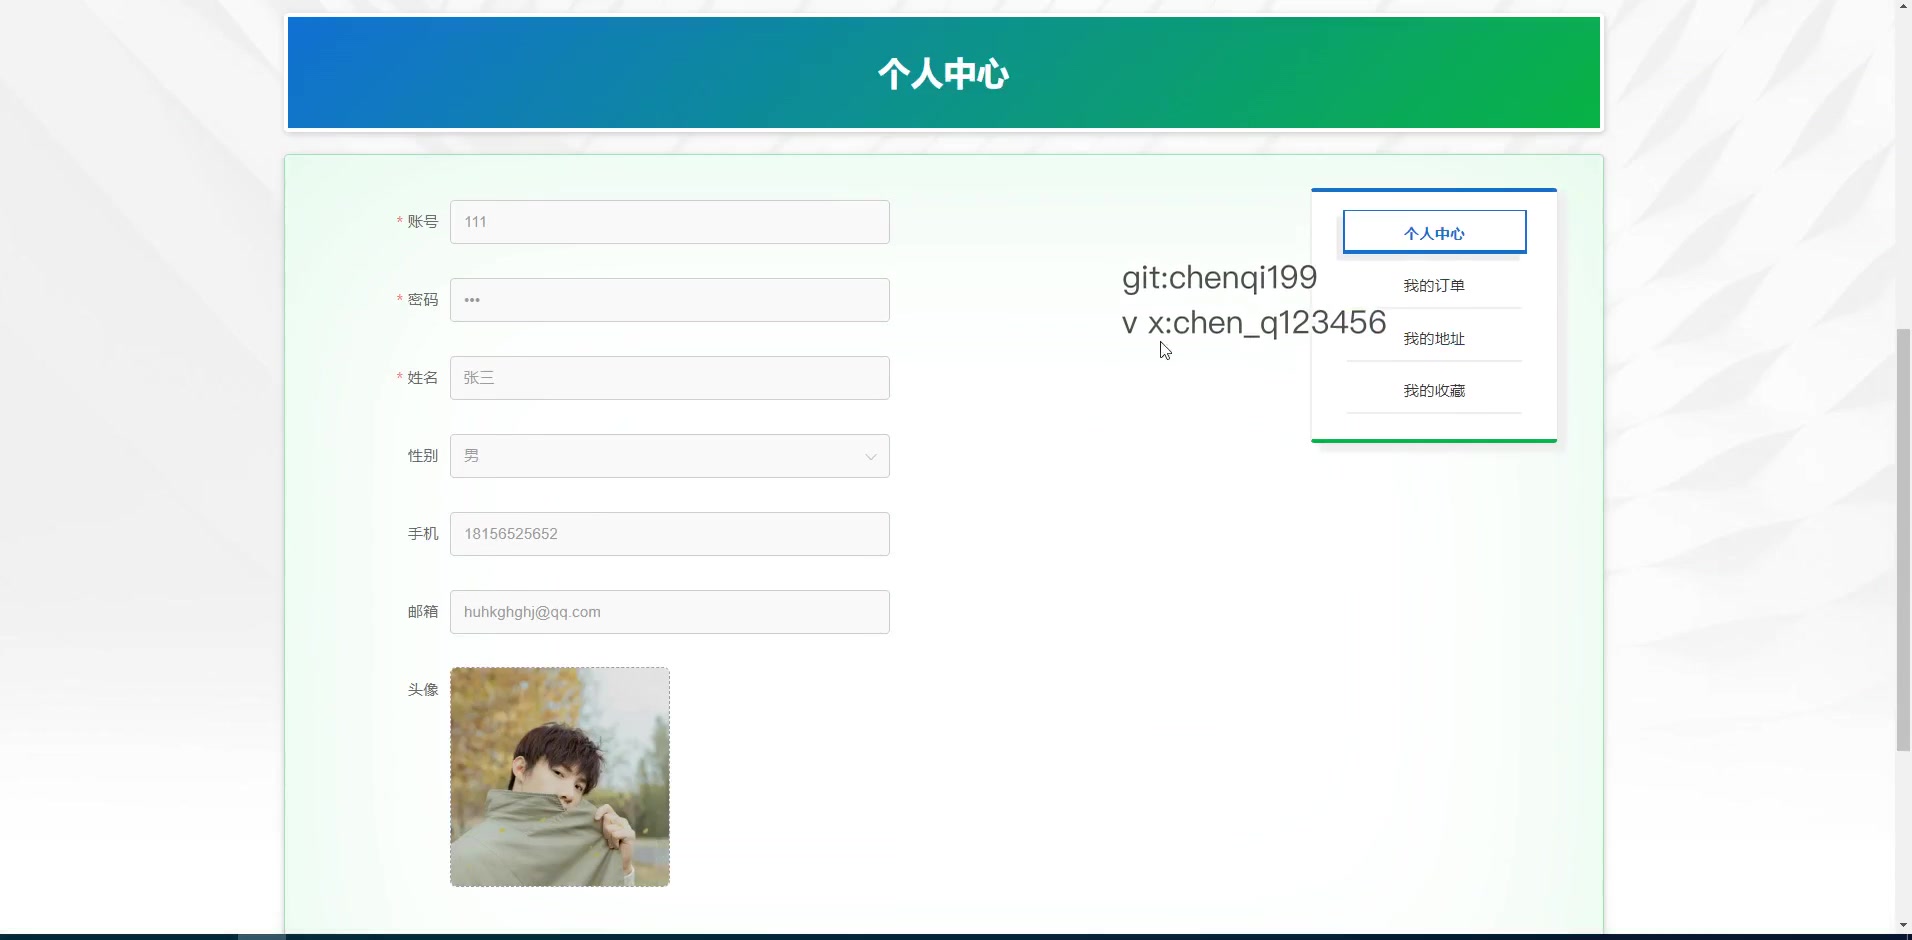 个人中心
* 账号 111
* 密码 •••
* 姓名 张三
性别 男
手机 18156525652
邮箱 huhkghghj@qq.com
头像
个人中心
我的订单
我的地址
我的收藏
git:chenqi199
v x:chen_q123456